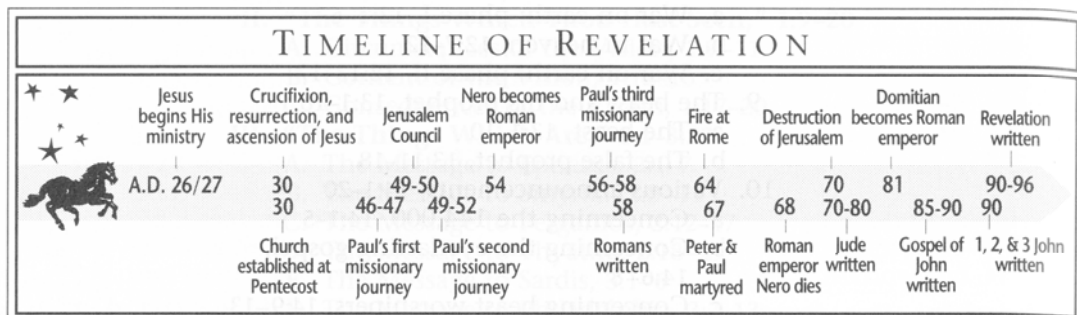 TIMELINE OF REVELATION
Jesus
begins His
ministry
Crucifixion,
resurrection, and
ascension of Jesus
Jerusalem
Council
Nero becomes
Roman
emperor
Paul's third
missionary
journey
Fire at
Rome
Destruction
of Jerusalem
Domitian
becomes Roman
emperor
Revelation
written
A.D. 26/27 30 49-50 54 56-58 64 70 81 90-96
30 46-47 49-52 58 67 68 70-80 85-90 90
Church
established at
Pentecost
Paul's first
missionary
journey
Paul's second
missionary
journey
Romans
written
Peter &
Paul
martyred
Roman
emperor
Nero dies
Jude
written
Gospel of
John
written
1, 2, & 3 John
written